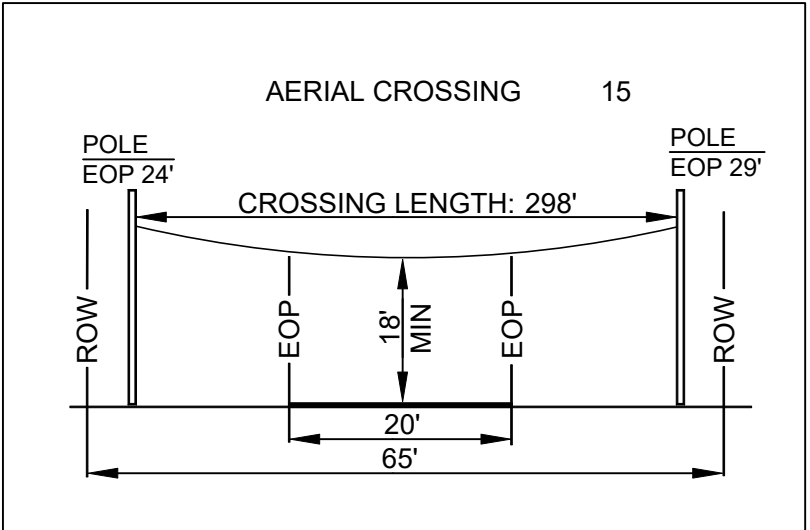 AERIAL CROSSING 15
POLE
EOP 24'
POLE
EOP 29'
CROSSING LENGTH: 298'
ROW
EOP
18'
MIN
EOP
ROW
20'
65'